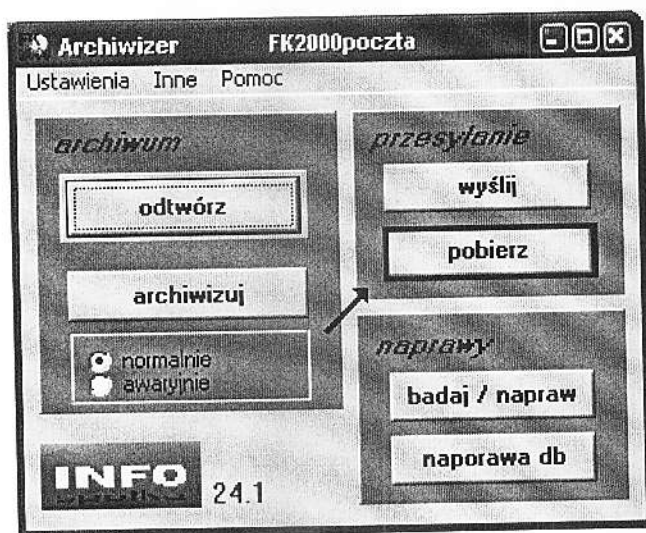 Archiwizer FK2000poczta
Ustawienia Inne Pomoc
archiwum
odtwórz
archiwizuj
normalnie
awaryjnie
przesyłanie
wyślij
pobierz
naprawy
badaj / napraw
naporawa db
INFO
24.1